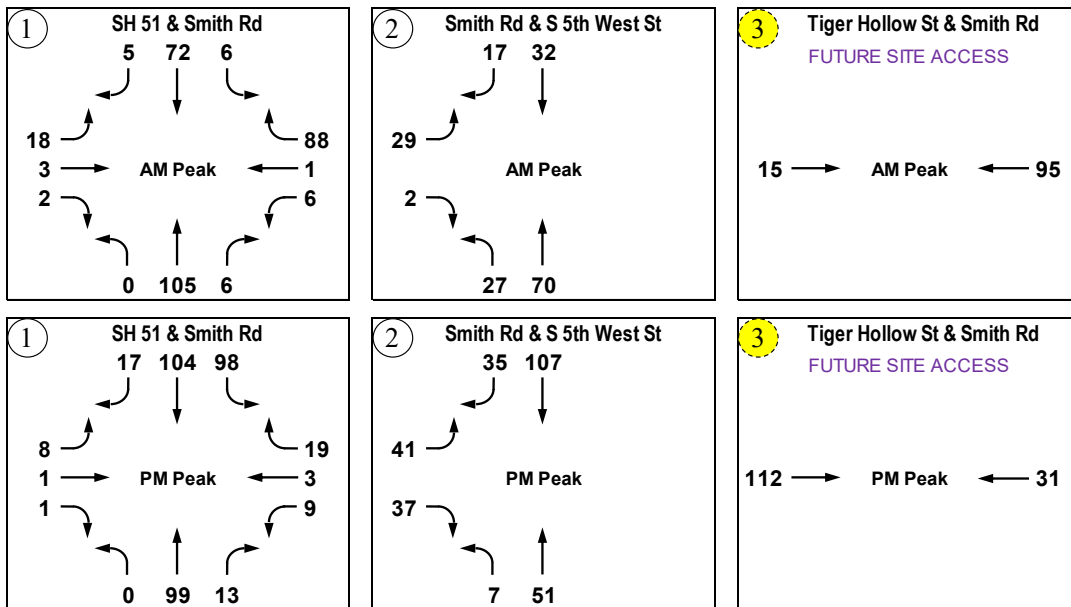 1 SH 51 & Smith Rd
5 72 6
18 88
3 AM Peak 1
2 6
0 105 6
2 Smith Rd & S 5th West St
17 32
29
AM Peak
2
27 70
3 Tiger Hollow St & Smith Rd
FUTURE SITE ACCESS
15 AM Peak 95
1 SH 51 & Smith Rd
17 104 98
8 19
1 PM Peak 3
1 9
0 99 13
2 Smith Rd & S 5th West St
35 107
41
PM Peak
37
7 51
3 Tiger Hollow St & Smith Rd
FUTURE SITE ACCESS
112 PM Peak 31